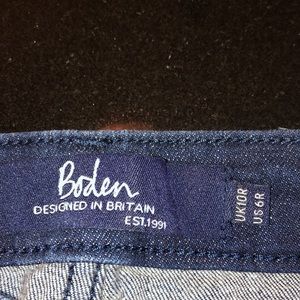 Boden
DESIGNED IN BRITAIN
EST.1991
UK10R
US6R